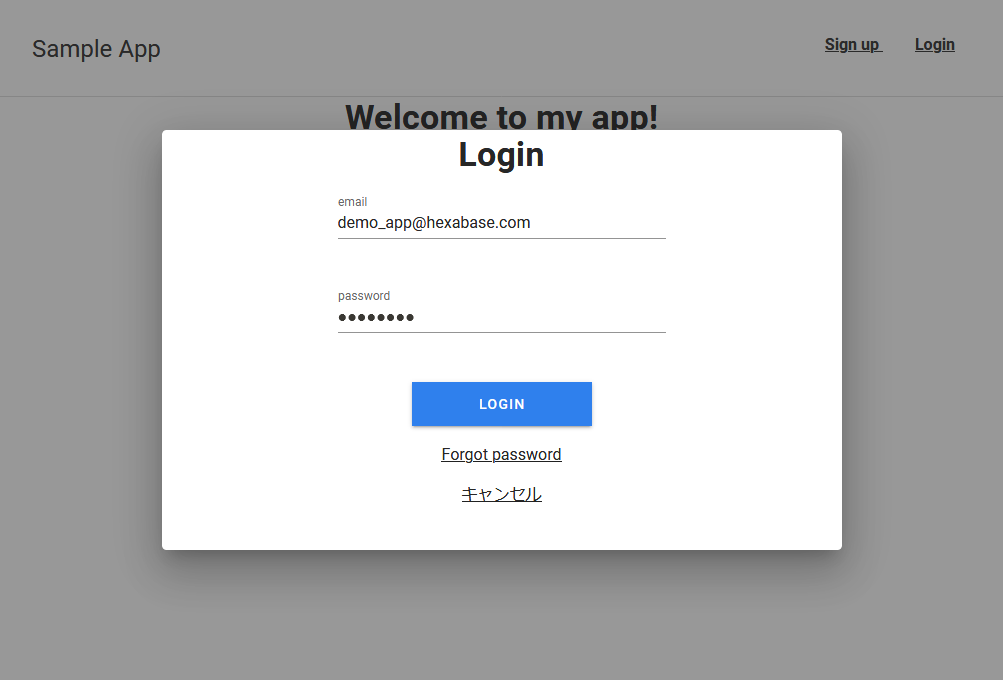 Sample App
Sign up
Login
Welcome to my app!
Login
email
demo_app@hexabase.com
password
●●●●●●●●
LOGIN
Forgot password
キャンセル